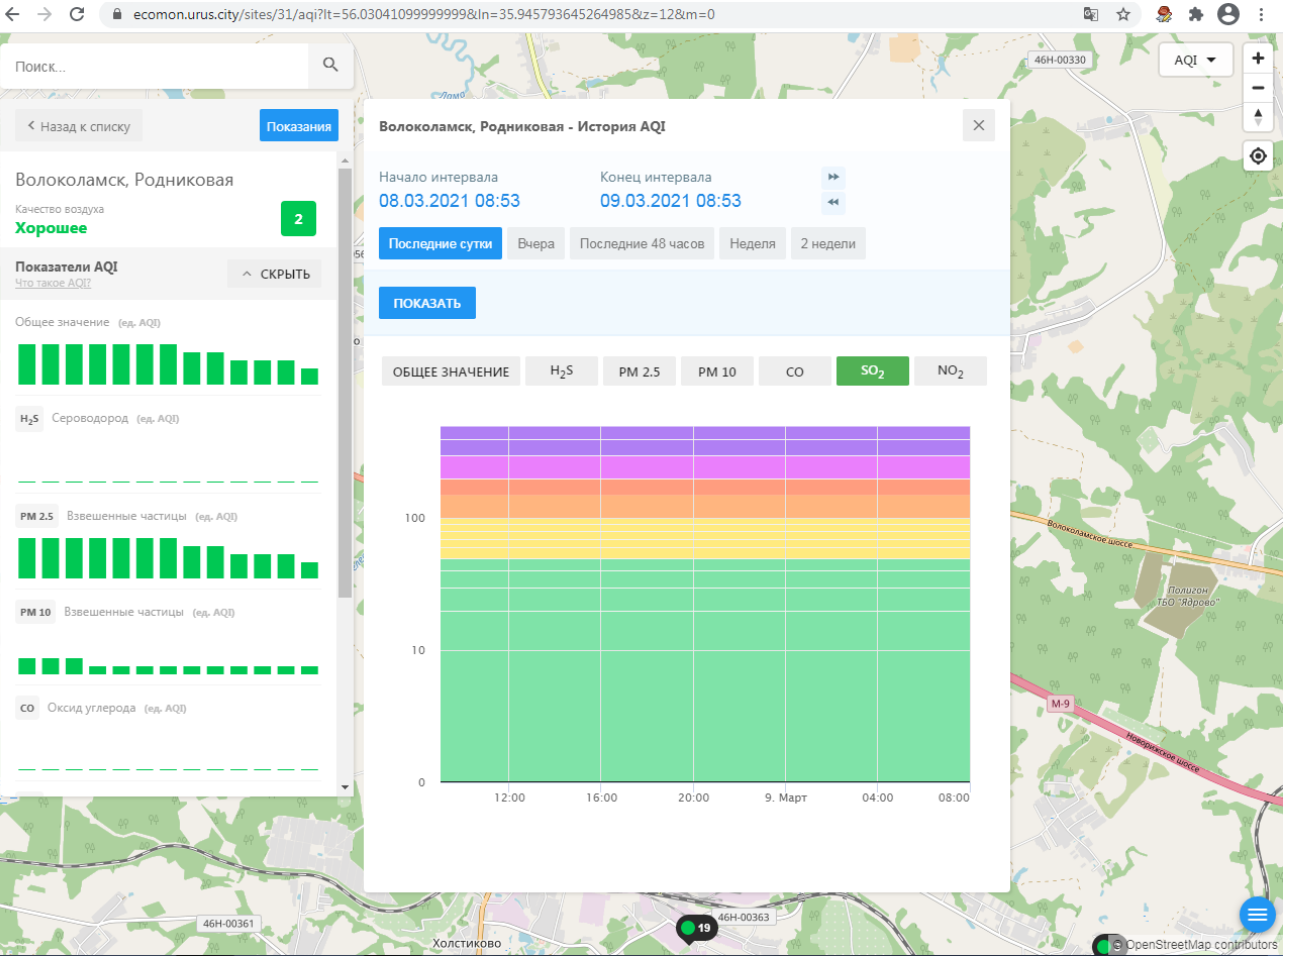 ecomon.urus.city/sites/31/aqi?lt=56.03041099999999&ln=35.945793645264985&z=12&m=0
Поиск...
46Н-00330
AQI
Назад к списку
Показания
Волоколамск, Родниковая - История AQI
Волоколамск, Родниковая
Качество воздуха
Хорошее
2
Начало интервала
Конец интервала
08.03.2021 08:53
09.03.2021 08:53
Последние сутки
Вчера
Последние 48 часов
Неделя
2 недели
Показатели AQI
Что такое AQI?
СКРЫТЬ
ПОКАЗАТЬ
Общее значение (ед. AQI)
ОБЩЕЕ ЗНАЧЕНИЕ
H₂S
PM 2.5
PM 10
CO
SO₂
NO₂
H₂S Сероводород (ед. AQI)
PM 2.5 Взвешенные частицы (ед. AQI)
PM 10 Взвешенные частицы (ед. AQI)
CO Оксид углерода (ед. AQI)
100
10
0
12:00
16:00
20:00
9. Март
04:00
08:00
Волоколамское шоссе
Полигон
ТБО "Ядрово"
М-9
Новорижское шоссе
46Н-00361
46Н-00363
19
Холстиково
© OpenStreetMap contributors